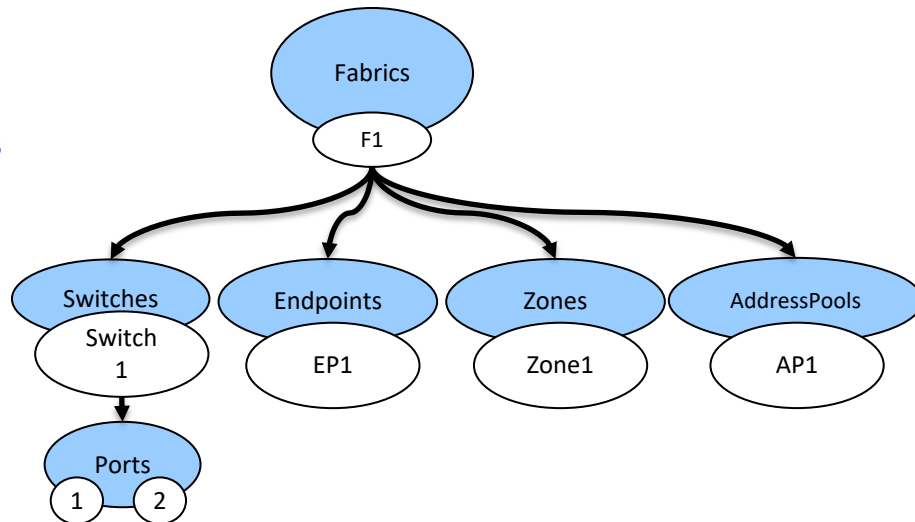 Fabrics
F1
Switches
Endpoints
Zones
AddressPools
Switch
1
EP1
Zone1
AP1
Ports
1
2